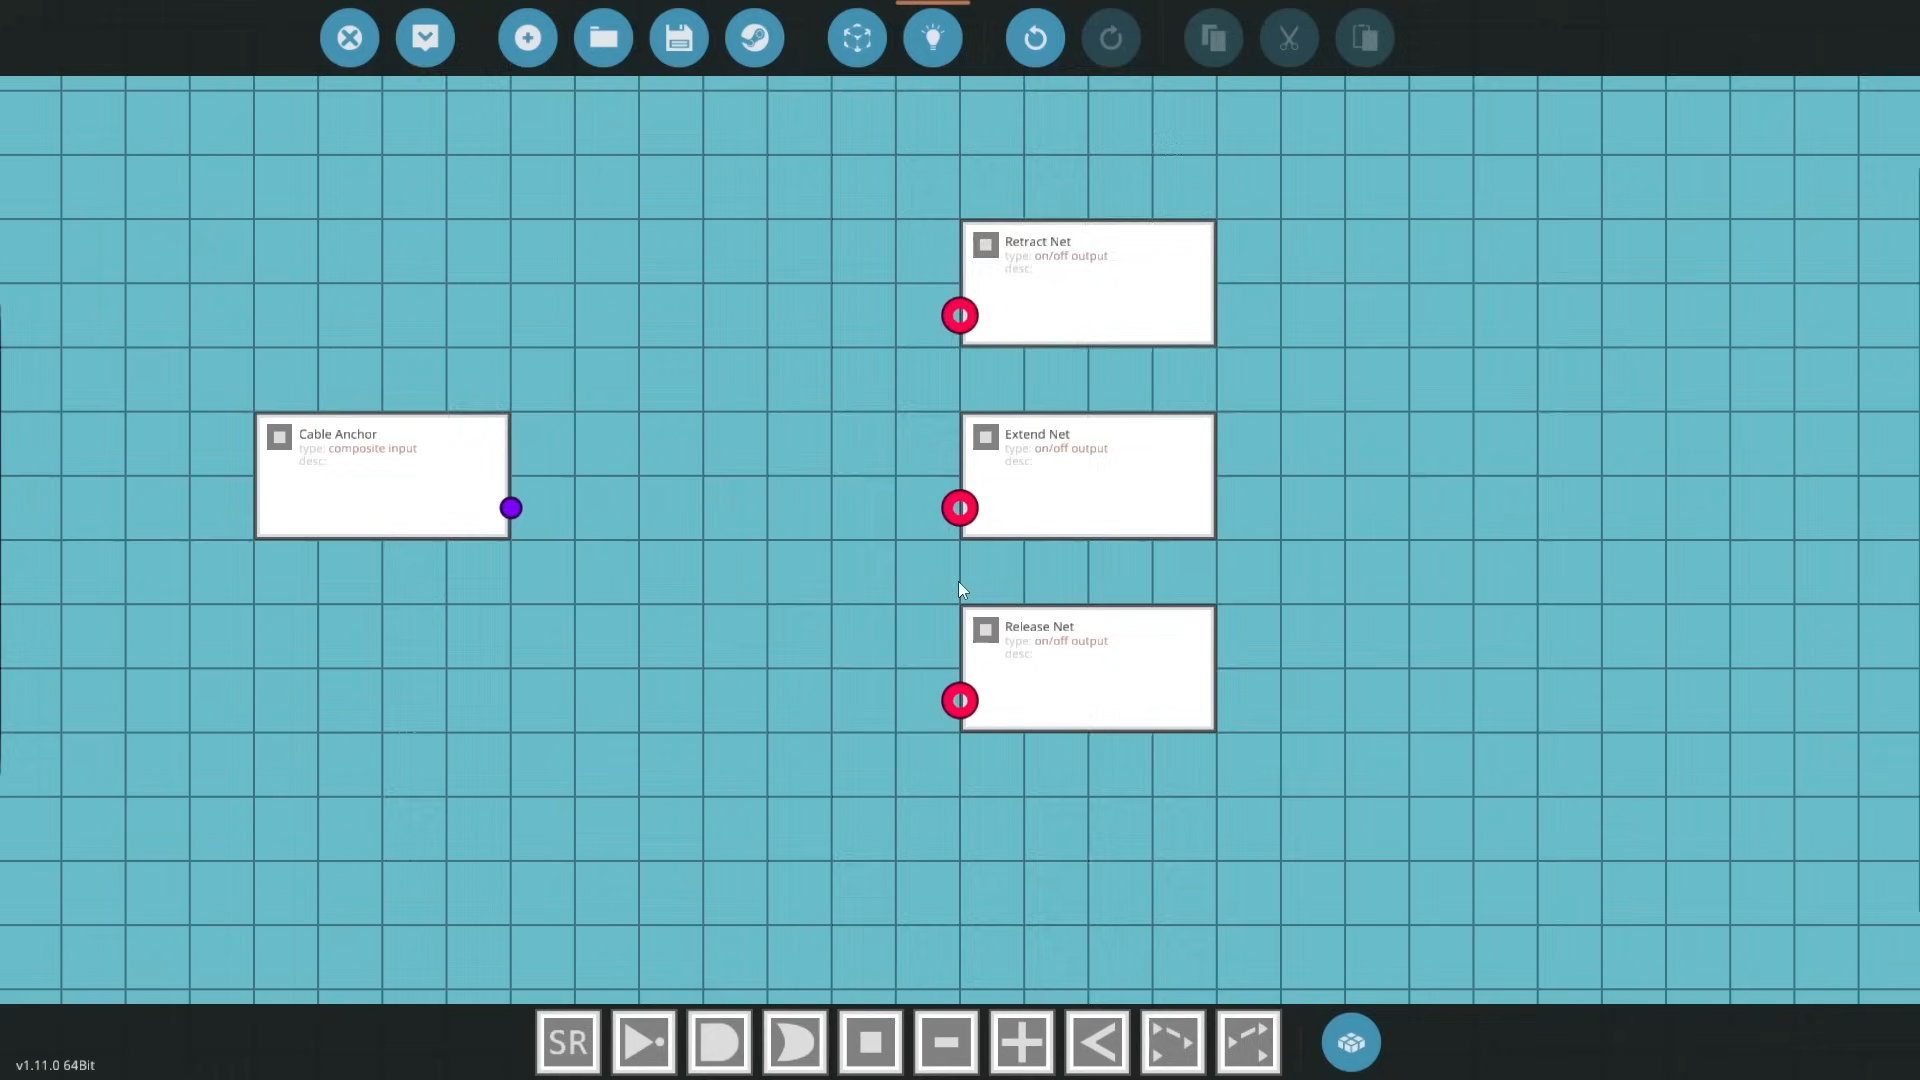 Retract Net
type: on/off output
desc:
Cable Anchor
type: composite input
desc:
Extend Net
type: on/off output
desc:
Release Net
type: on/off output
desc:
SR
v1.11.0 64Bit